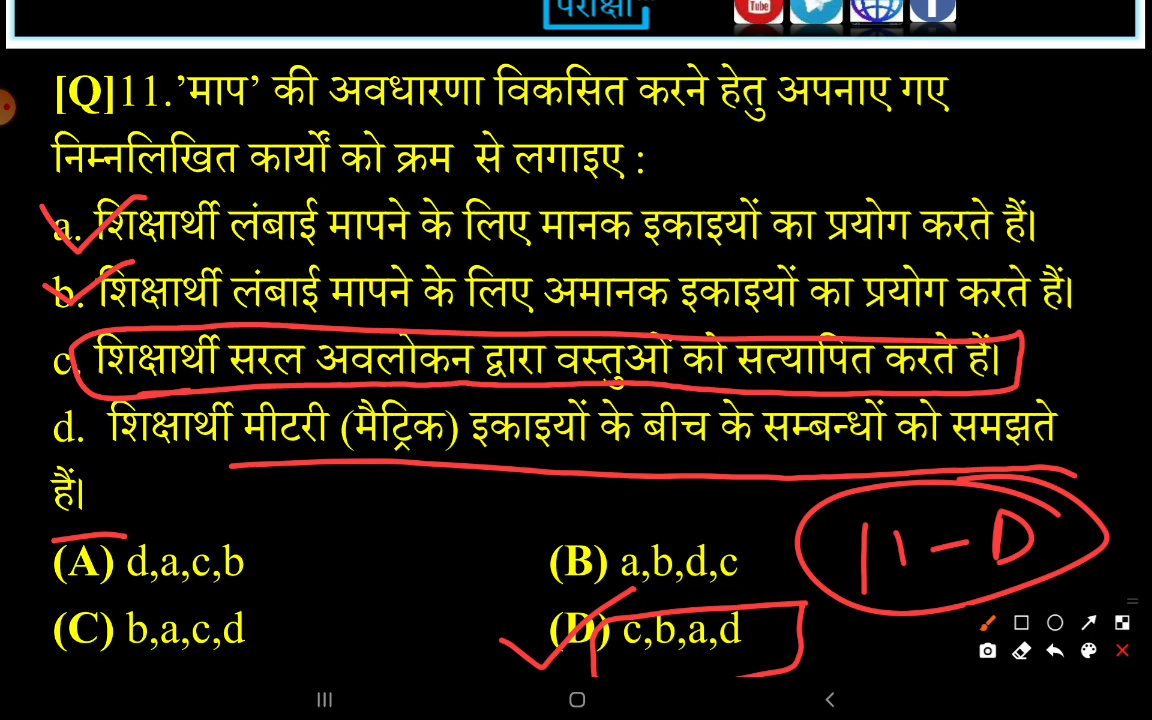 परीक्षा
Tube
[Q]11.’माप’ की अवधारणा विकसित करने हेतु अपनाए गए
निम्नलिखित कार्यों को क्रम से लगाइए :
a. शिक्षार्थी लंबाई मापने के लिए मानक इकाइयों का प्रयोग करते हैं।
b. शिक्षार्थी लंबाई मापने के लिए अमानक इकाइयों का प्रयोग करते हैं।
c. शिक्षार्थी सरल अवलोकन द्वारा वस्तुओं को सत्यापित करते हैं।
d. शिक्षार्थी मीटरी (मैट्रिक) इकाइयों के बीच के सम्बन्धों को समझते
हैं।
(A) d,a,c,b (B) a,b,d,c
11-D
(C) b,a,c,d (D) c,b,a,d